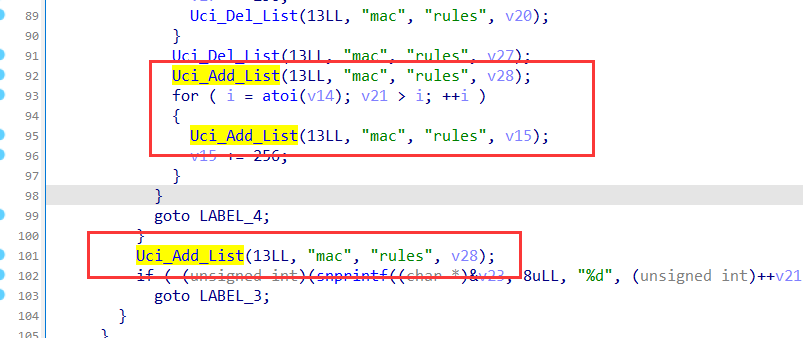 89 Uci_Del_List(13LL, "mac", "rules", v20);
90 }
91 Uci_Del_List(13LL, "mac", "rules", v27);
92 Uci_Add_List(13LL, "mac", "rules", v28);
93 for ( i = atoi(v14); v21 > i; ++i )
94 {
95 Uci_Add_List(13LL, "mac", "rules", v15);
96 v15 += 256;
97 }
98 }
99 goto LABEL_4;
100 }
101 Uci_Add_List(13LL, "mac", "rules", v28);
102 if ( (unsigned int)(snprintf((char *)&v23, 8uLL, "%d", (unsigned int)++v21
103 goto LABEL_3;
104 }
105 }